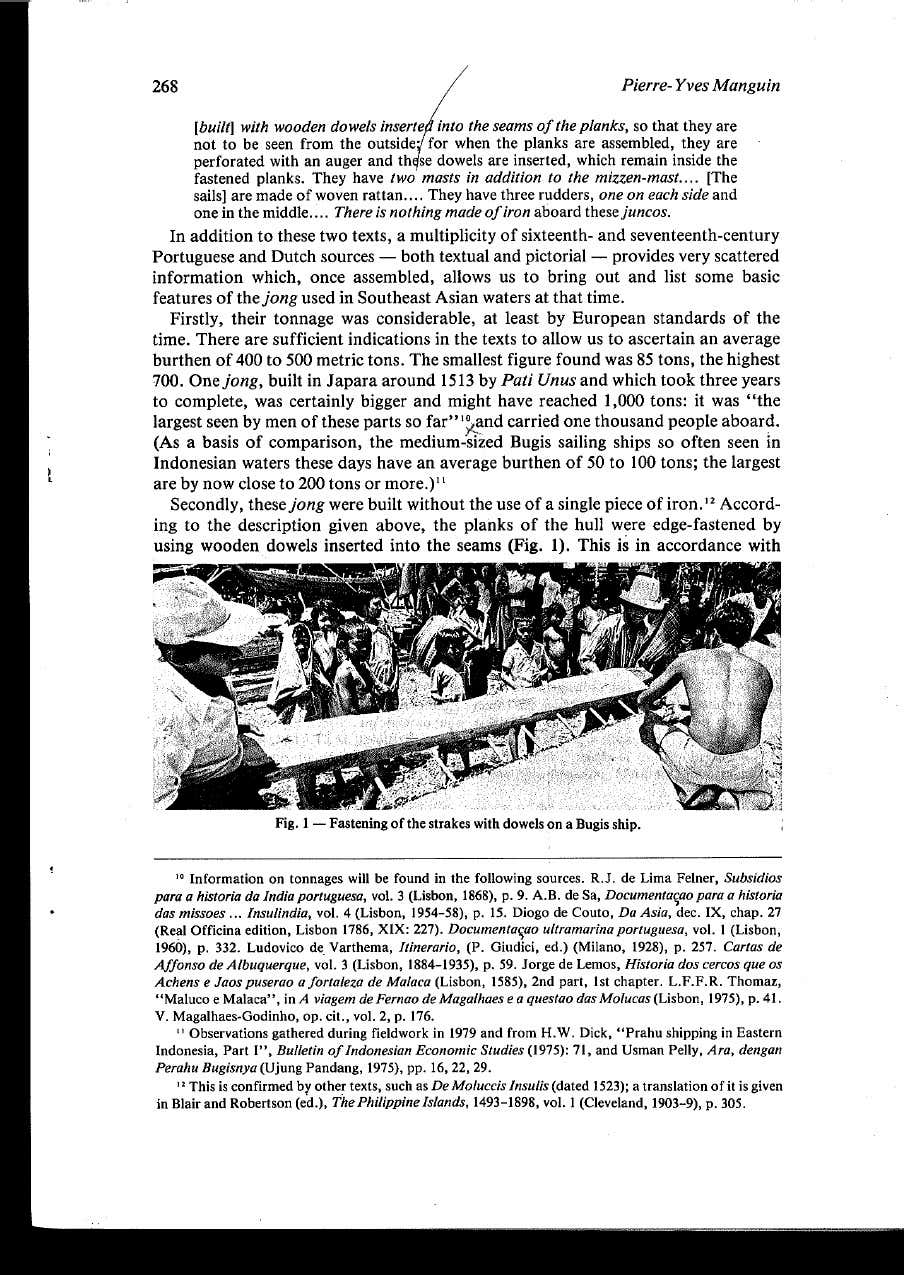 268
Pierre-Yves Manguin
[built] with wooden dowels inserted into the seams of the planks, so that they are
not to be seen from the outside; for when the planks are assembled, they are
perforated with an auger and these dowels are inserted, which remain inside the
fastened planks. They have two masts in addition to the mizzen-mast.... [The
sails] are made of woven rattan.... They have three rudders, one on each side and
one in the middle.... There is nothing made of iron aboard these juncos.
In addition to these two texts, a multiplicity of sixteenth- and seventeenth-century
Portuguese and Dutch sources — both textual and pictorial — provides very scattered
information which, once assembled, allows us to bring out and list some basic
features of the jong used in Southeast Asian waters at that time.
Firstly, their tonnage was considerable, at least by European standards of the
time. There are sufficient indications in the texts to allow us to ascertain an average
burthen of 400 to 500 metric tons. The smallest figure found was 85 tons, the highest
700. One jong, built in Japara around 1513 by Pati Unus and which took three years
to complete, was certainly bigger and might have reached 1,000 tons: it was "the
largest seen by men of these parts so far"¹⁰, and carried one thousand people aboard.
(As a basis of comparison, the medium-sized Bugis sailing ships so often seen in
Indonesian waters these days have an average burthen of 50 to 100 tons; the largest
are by now close to 200 tons or more.)¹¹
Secondly, these jong were built without the use of a single piece of iron.¹² Accord-
ing to the description given above, the planks of the hull were edge-fastened by
using wooden dowels inserted into the seams (Fig. 1). This is in accordance with
Fig. 1 — Fastening of the strakes with dowels on a Bugis ship.
¹⁰ Information on tonnages will be found in the following sources. R.J. de Lima Felner, Subsidios
para a historia da India portuguesa, vol. 3 (Lisbon, 1868), p. 9. A.B. de Sa, Documentaçao para a historia
das missoes ... Insulindia, vol. 4 (Lisbon, 1954–58), p. 15. Diogo de Couto, Da Asia, dec. IX, chap. 27
(Real Officina edition, Lisbon 1786, XIX: 227). Documentaçao ultramarina portuguesa, vol. 1 (Lisbon,
1960), p. 332. Ludovico de Varthema, Itinerario, (P. Giudici, ed.) (Milano, 1928), p. 257. Cartas de
Affonso de Albuquerque, vol. 3 (Lisbon, 1884-1935), p. 59. Jorge de Lemos, Historia dos cercos que os
Achens e Jaos puserao a fortaleza de Malaca (Lisbon, 1585), 2nd part, 1st chapter. L.F.F.R. Thomaz,
"Maluco e Malaca", in A viagem de Fernao de Magalhaes e a questao das Molucas (Lisbon, 1975), p. 41.
V. Magalhaes-Godinho, op. cit., vol. 2, p. 176.
¹¹ Observations gathered during fieldwork in 1979 and from H.W. Dick, "Prahu shipping in Eastern
Indonesia, Part I", Bulletin of Indonesian Economic Studies (1975): 71, and Usman Pelly, Ara, dengan
Perahu Bugisnya (Ujung Pandang, 1975), pp. 16, 22, 29.
¹² This is confirmed by other texts, such as De Moluccis Insulis (dated 1523); a translation of it is given
in Blair and Robertson (ed.), The Philippine Islands, 1493–1898, vol. 1 (Cleveland, 1903–9), p. 305.